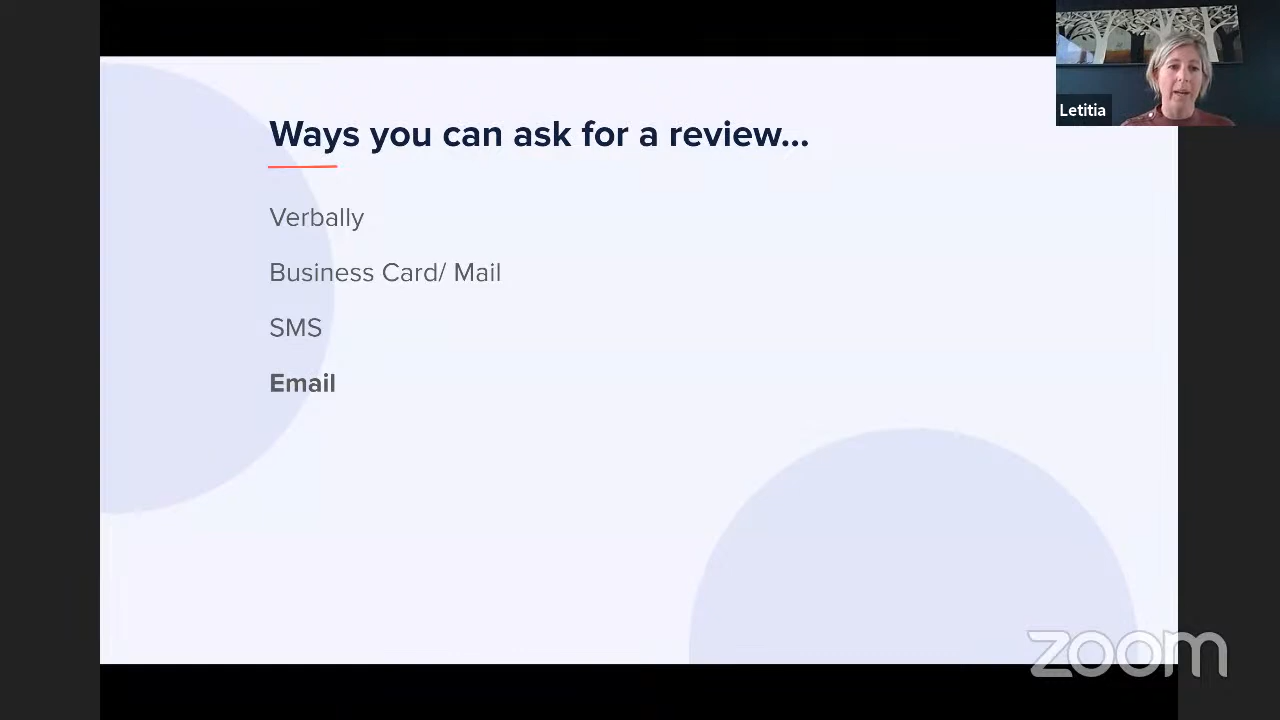 Ways you can ask for a review...
Verbally
Business Card/ Mail
SMS
Email
Letitia
zoom